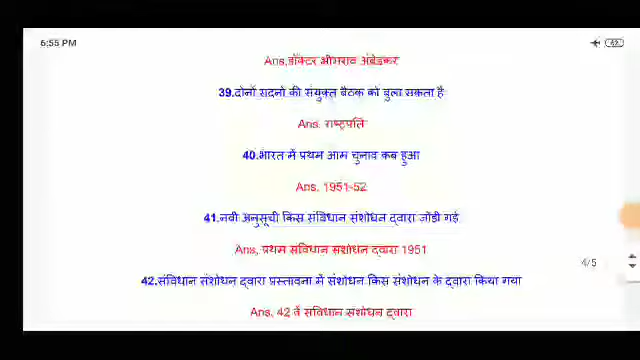 6:55 PM
62
Ans,डॉक्टर भीमराव अंबेडकर
39.दोनों सदनों की संयुक्त बैठक को बुला सकता है
Ans. राष्ट्रपति
40.भारत में प्रथम आम चुनाव कब हुआ
Ans. 1951-52
41.नवी अनुसूची किस संविधान संशोधन द्वारा जोड़ी गई
Ans, प्रथम संविधान संशोधन द्वारा 1951
4/5
42.संविधान संशोधन द्वारा प्रस्तावना में संशोधन किस संशोधन के द्वारा किया गया
Ans. 42 वें संविधान संशोधन द्वारा